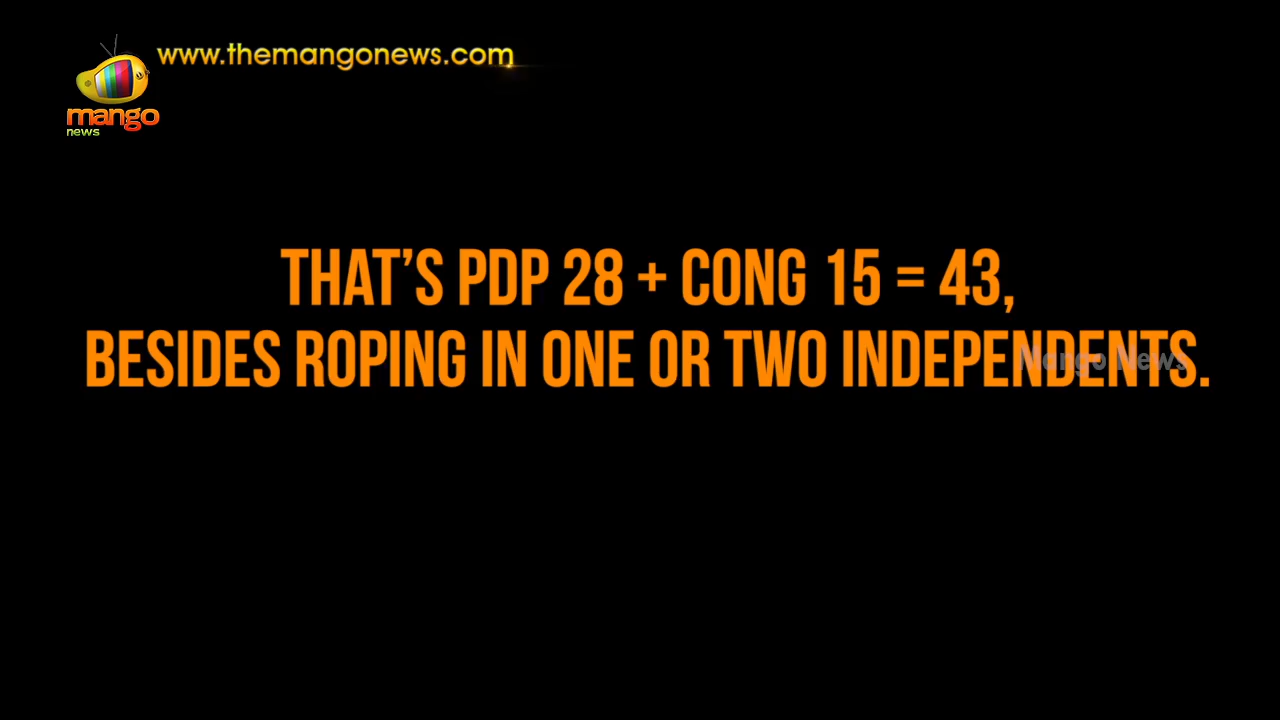 www.themangonews.com
mango
news
THAT'S PDP 28 + CONG 15 = 43,
BESIDES ROPING IN ONE OR TWO INDEPENDENTS.
Mango News